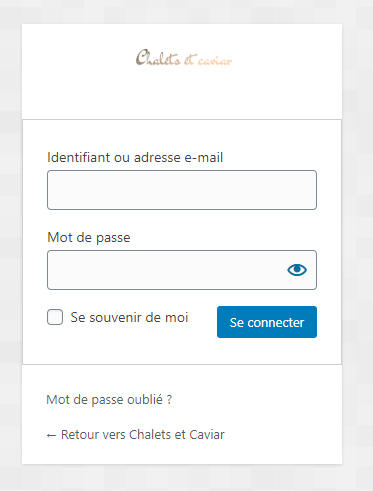 Chalets et caviar
Identifiant ou adresse e-mail
Mot de passe
Se souvenir de moi
Se connecter
Mot de passe oublié ?
← Retour vers Chalets et Caviar